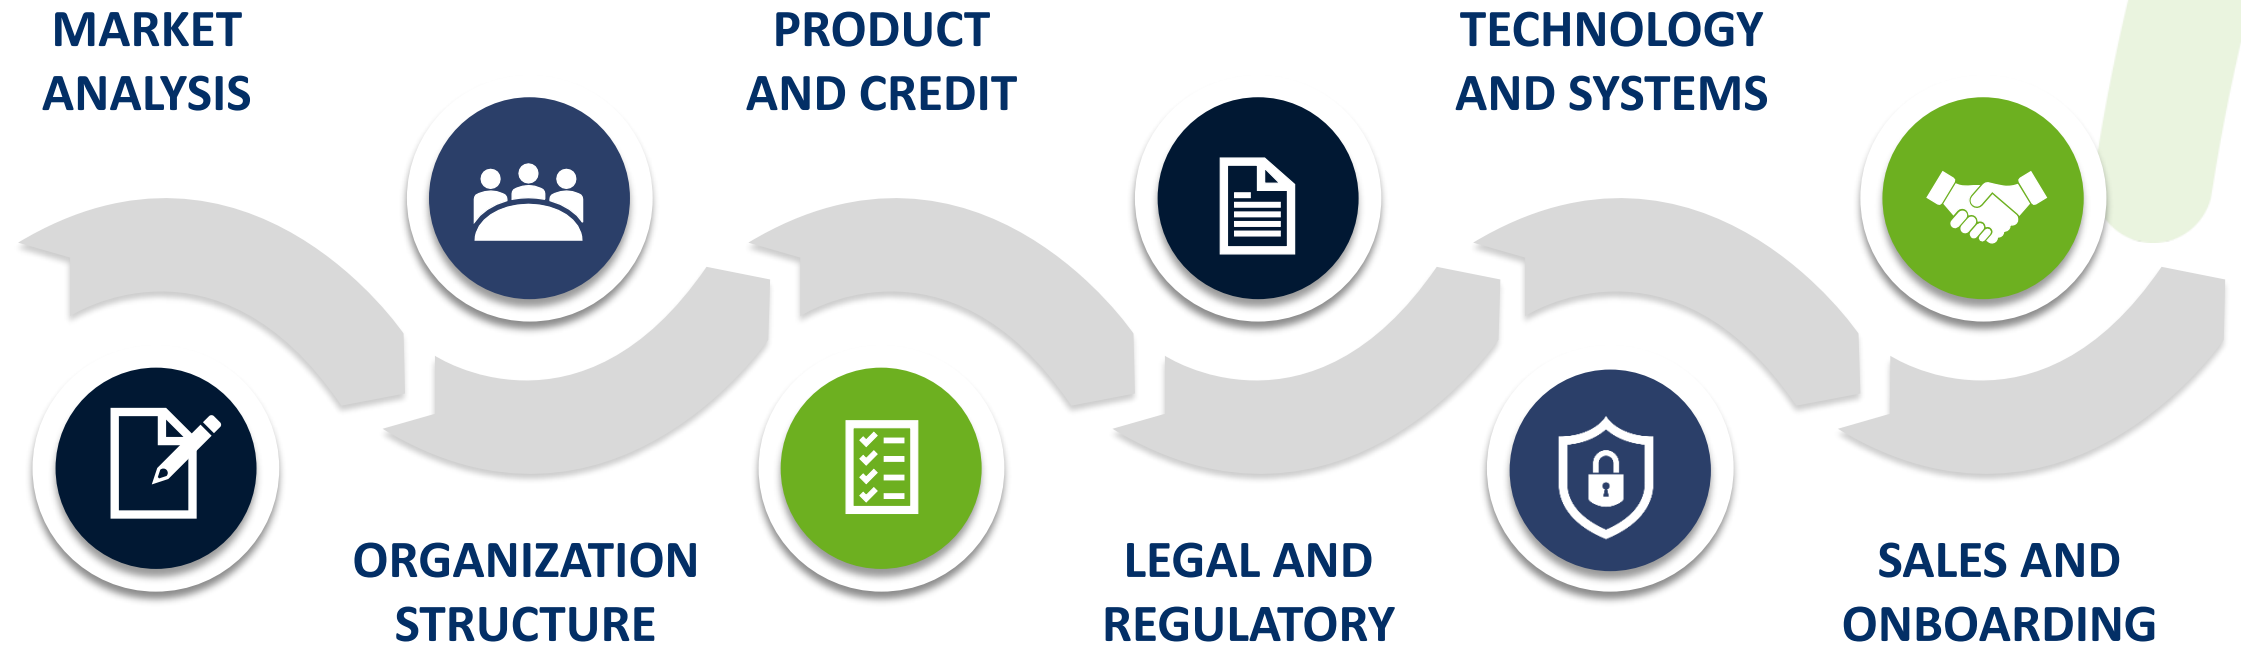 MARKET
ANALYSIS
ORGANIZATION
STRUCTURE
PRODUCT
AND CREDIT
LEGAL AND
REGULATORY
TECHNOLOGY
AND SYSTEMS
SALES AND
ONBOARDING